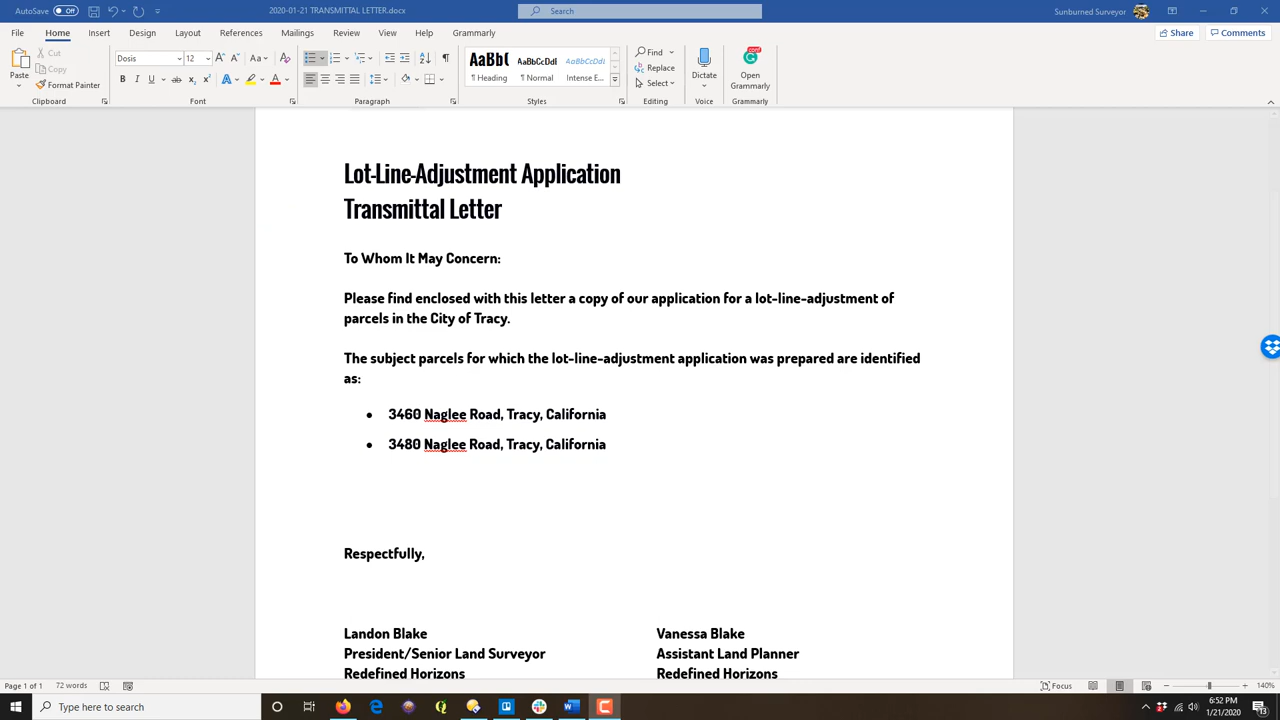 AutoSave Off
2020-01-21 TRANSMITTAL LETTER.docx
Search
Sunburned Surveyor
File Home Insert Draw Design Layout References Mailings Review View Help Grammarly
Share Comments
Paste
Cut
Copy
Format Painter
Dosis 12
AaBbC AaBbCcDdE AaBbCcDdI
¶ Heading ¶ Normal Intense E...
Find
Replace
Select
Dictate
Open
Grammarly
Clipboard Font Paragraph Styles Editing Voice Grammarly
Lot-Line-Adjustment Application
Transmittal Letter
To Whom It May Concern:
Please find enclosed with this letter a copy of our application for a lot-line-adjustment of
parcels in the City of Tracy.
The subject parcels for which the lot-line-adjustment application was prepared are identified
as:
• 3460 Naglee Road, Tracy, California
• 3480 Naglee Road, Tracy, California
Respectfully,
Landon Blake
President/Senior Land Surveyor
Redefined Horizons
Vanessa Blake
Assistant Land Planner
Redefined Horizons
Page 1 of 1 72 words
Focus
140%
Type here to search
6:52 PM
1/21/2020